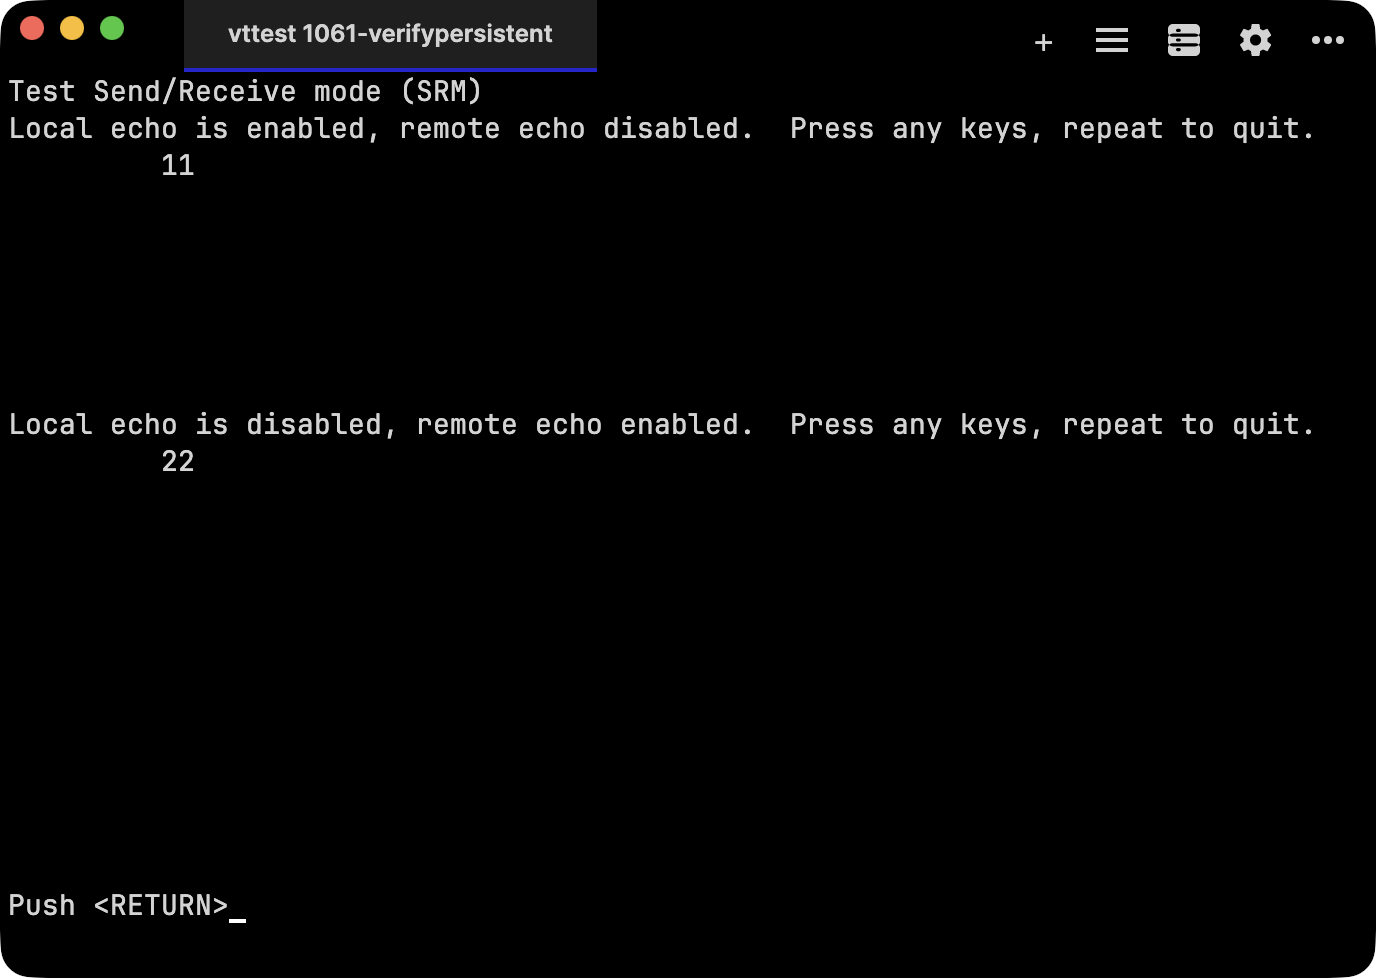 vttest 1061-verifypersistent
Test Send/Receive mode (SRM)
Local echo is enabled, remote echo disabled.  Press any keys, repeat to quit.
11
Local echo is disabled, remote echo enabled.  Press any keys, repeat to quit.
22
Push <RETURN>_